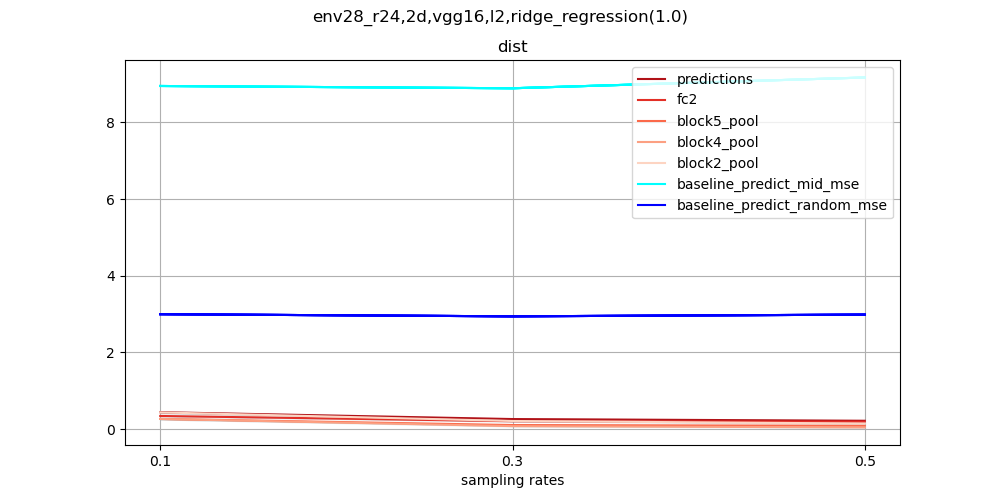 env28_r24,2d,vgg16,l2,ridge_regression(1.0)
dist
predictions
fc2
block5_pool
block4_pool
block2_pool
baseline_predict_mid_mse
baseline_predict_random_mse
8
6
4
2
0
0.1
0.3
0.5
sampling rates